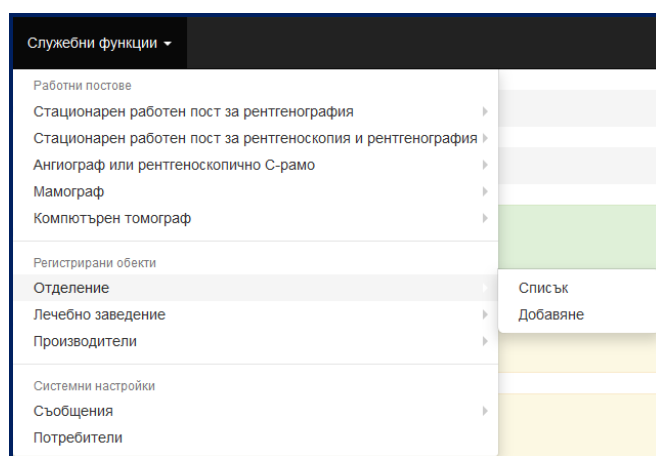 Служебни функции
Работни постове
Стационарен работен пост за рентгенография
Стационарен работен пост за рентгеноскопия и рентгенография
Ангиограф или рентгеноскопично С-рамо
Мамограф
Компютърен томограф
Регистрирани обекти
Отделение
Списък
Лечебно заведение
Добавяне
Производители
Системни настройки
Съобщения
Потребители